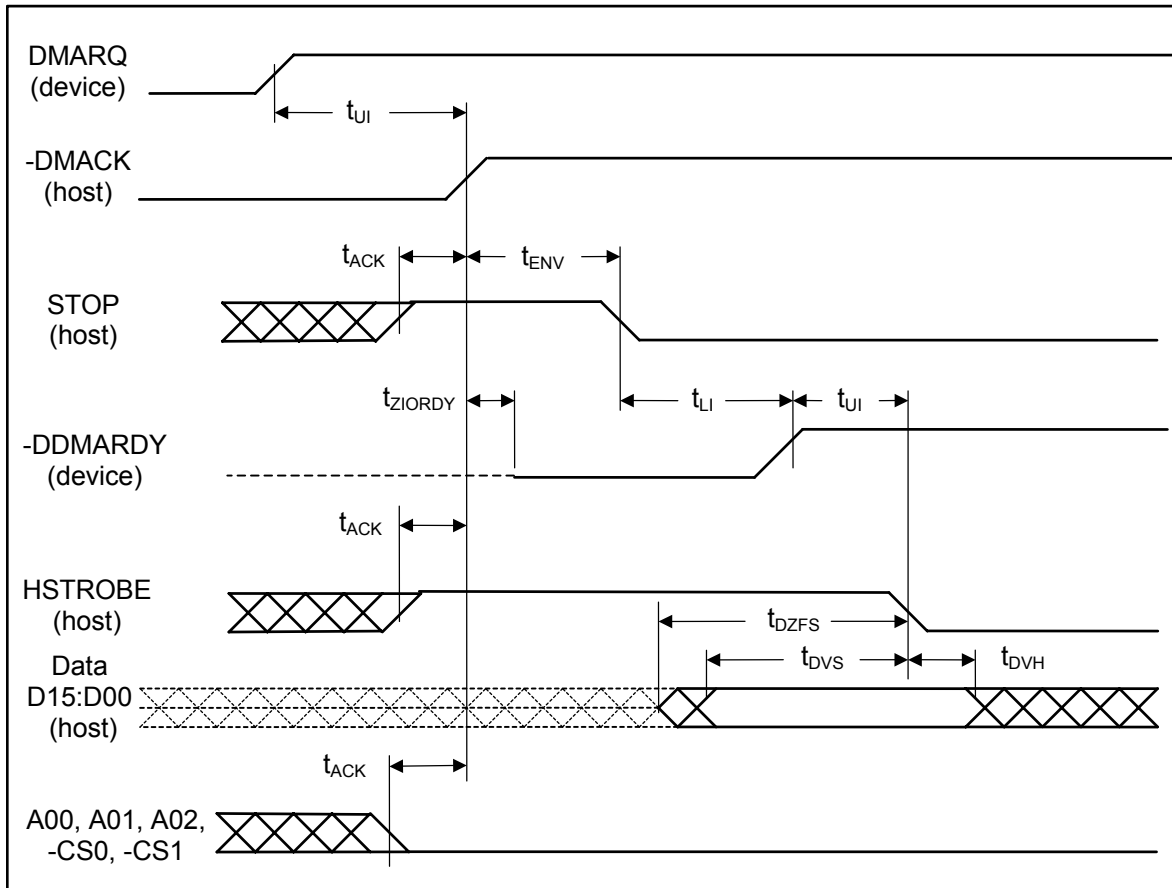 DMARQ
(device)
tUI
-DMACK
(host)
tACK
tENV
STOP
(host)
tZIORDY
tLI
tUI
-DDMARDY
(device)
tACK
HSTROBE
(host)
tDZFS
tDVS
tDVH
Data
D15:D00
(host)
tACK
A00, A01, A02,
-CS0, -CS1